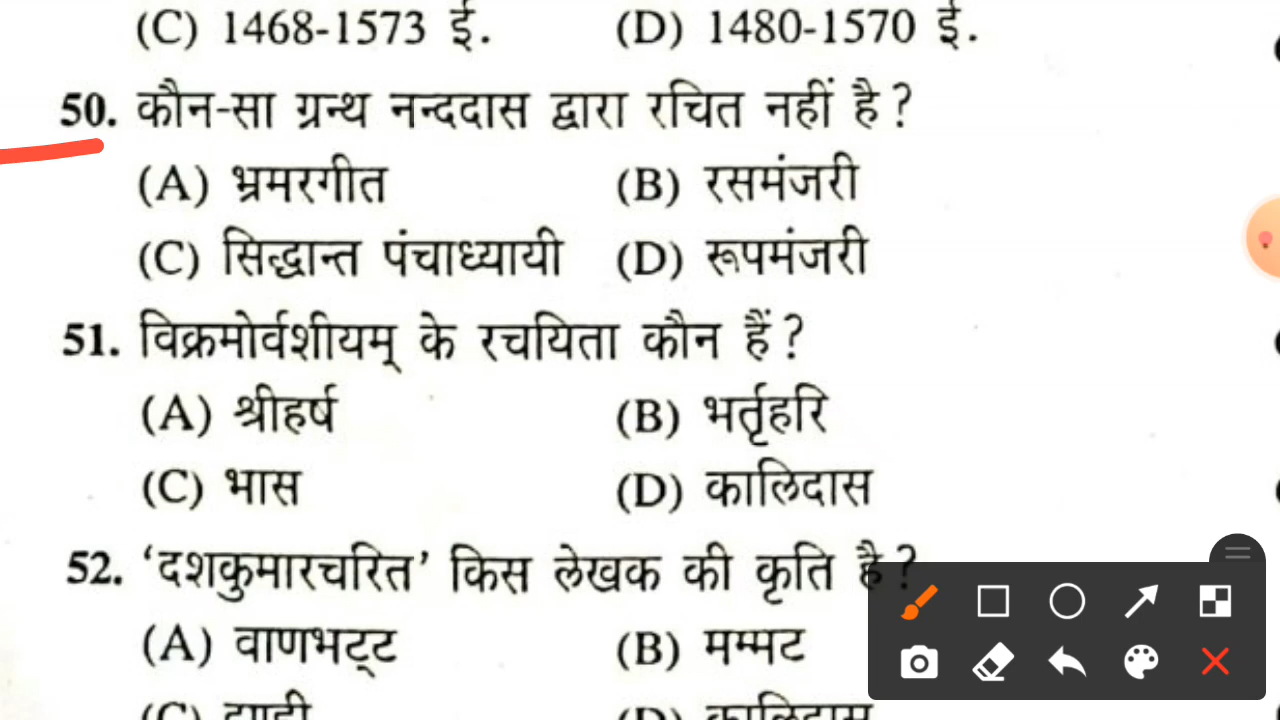 (C) 1468-1573 ई. (D) 1480-1570 ई.
50. कौन-सा ग्रन्थ नन्ददास द्वारा रचित नहीं है ?
(A) भ्रमरगीत (B) रसमंजरी
(C) सिद्धान्त पंचाध्यायी (D) रूपमंजरी
51. विक्रमोर्वशीयम् के रचयिता कौन हैं ?
(A) श्रीहर्ष (B) भर्तृहरि
(C) भास (D) कालिदास
52. ‘दशकुमारचरित’ किस लेखक की कृति है ?
(A) वाणभट्ट (B) मम्मट
(C) दण्डी (D) कालिदास